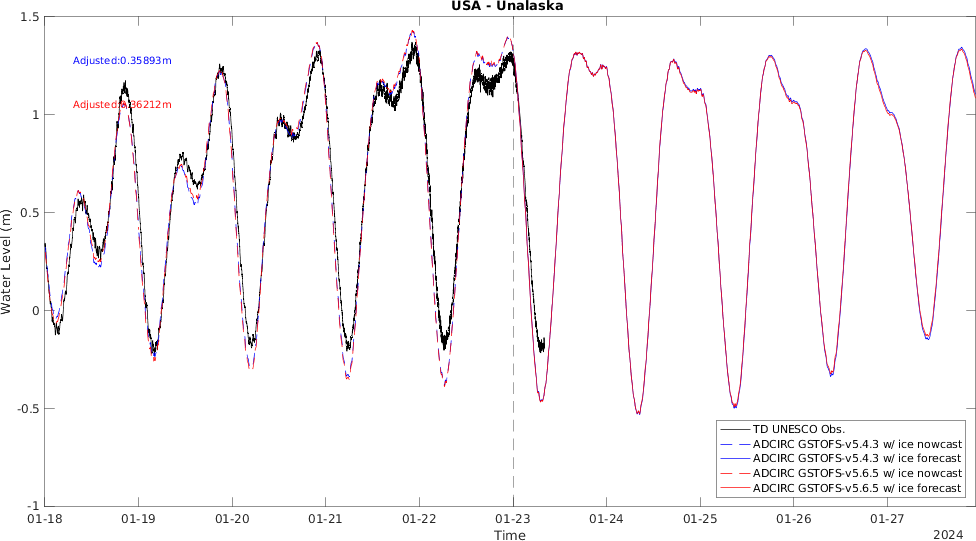 USA - Unalaska
1.5
Adjusted:0.35893m
Adjusted:0.36212m
1
0.5
0
-0.5
-1
Water Level (m)
TD UNESCO Obs.
ADCIRC GSTOFS-v5.4.3 w/ ice nowcast
ADCIRC GSTOFS-v5.4.3 w/ ice forecast
ADCIRC GSTOFS-v5.6.5 w/ ice nowcast
ADCIRC GSTOFS-v5.6.5 w/ ice forecast
01-18 01-19 01-20 01-21 01-22 01-23 01-24 01-25 01-26 01-27
Time
2024